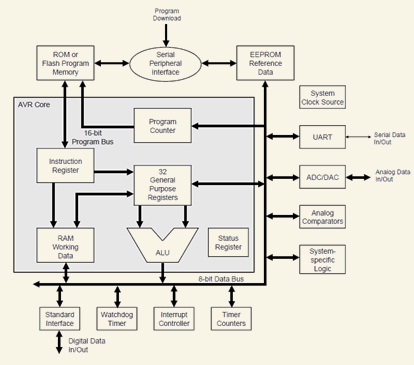 Program
Download
ROM or
Flash Program
Memory
Serial
Peripheral
Interface
EEPROM
Reference
Data
AVR Core
System
Clock Source
Program
Counter
16-bit
Program Bus
UART
Serial Data
In/Out
Instruction
Register
32
General
Purpose
Registers
ADC/DAC
Analog Data
In/Out
Analog
Comparators
RAM
Working
Data
ALU
Status
Register
System-
specific
Logic
8-bit Data Bus
Standard
Interface
Watchdog
Timer
Interrupt
Controller
Timer
Counters
Digital Data
In/Out